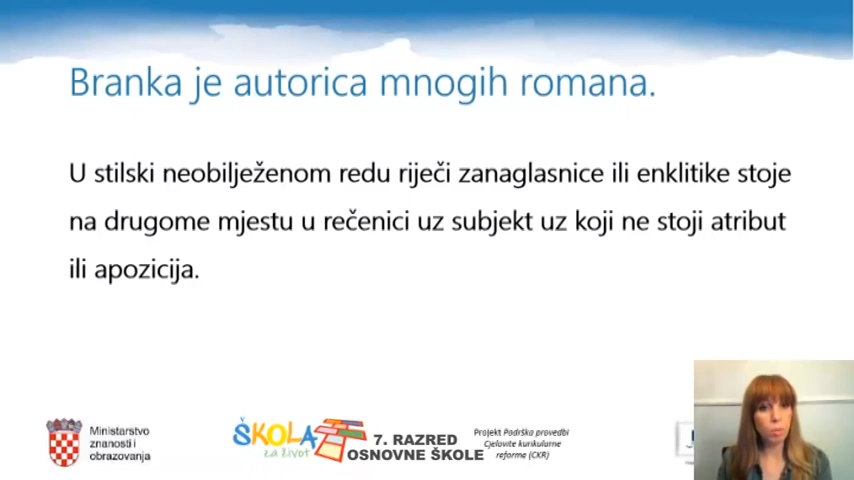 Branka je autorica mnogih romana.
U stilski neobilježenom redu riječi zanaglasnice ili enklitike stoje
na drugome mjestu u rečenici uz subjekt uz koji ne stoji atribut
ili apozicija.
Ministarstvo
znanosti i
obrazovanja
ŠKOLA
za život
7. RAZRED
OSNOVNE ŠKOLE
Projekt Podrška provedbi
Cjelovite kurikularne
reforme (CKR)